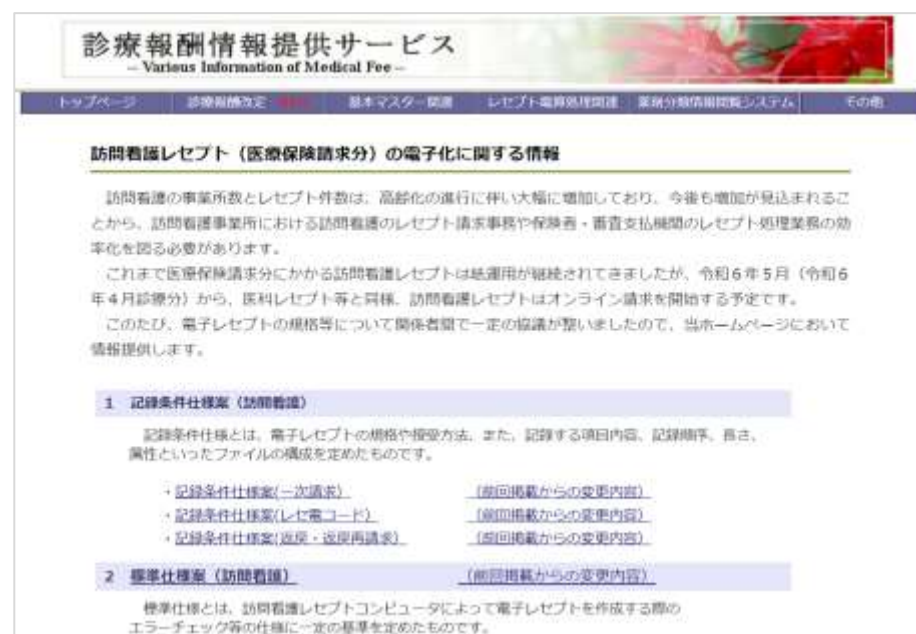 診療報酬情報提供サービス
－ Various Information of Medical Fee －
トップページ 診療報酬改定 基本マスター関連 レセプト電算処理関連 薬剤分類情報閲覧システム その他
訪問看護レセプト（医療保険請求分）の電子化に関する情報
訪問看護の事業所数とレセプト件数は、高齢化の進行に伴い大幅に増加しており、今後も増加が見込まれるこ
とから、訪問看護事業所における訪問看護のレセプト請求事務や保険者・審査支払機関のレセプト処理業務の効
率化を図る必要があります。
これまで医療保険請求分にかかる訪問看護レセプトは紙運用が継続されてきましたが、令和６年５月（令和６
年４月診療分）から、医科レセプト等と同様、訪問看護レセプトはオンライン請求を開始する予定です。
このたび、電子レセプトの規格等について関係者間で一定の協議が整いましたので、当ホームページにおいて
情報提供します。
１ 記録条件仕様案（訪問看護）
記録条件仕様とは、電子レセプトの規格や授受方法、また、記録する項目内容、記録順序、長さ、
属性といったファイルの構成を定めたものです。
・記録条件仕様案(一次請求) （前回掲載からの変更内容）
・記録条件仕様案(レセ電コード) （前回掲載からの変更内容）
・記録条件仕様案(返戻・返戻再請求) （前回掲載からの変更内容）
２ 標準仕様案（訪問看護） （前回掲載からの変更内容）
標準仕様とは、訪問看護レセプトコンピュータによって電子レセプトを作成する際の
エラーチェック等の仕様に一定の基準を定めたものです。